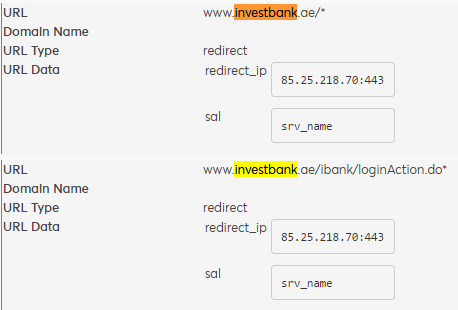 URL www.investbank.ae/*
Domain Name
URL Type redirect
URL Data redirect_ip 85.25.218.70:443
sal srv_name
URL www.investbank.ae/ibank/loginAction.do*
Domain Name
URL Type redirect
URL Data redirect_ip 85.25.218.70:443
sal srv_name